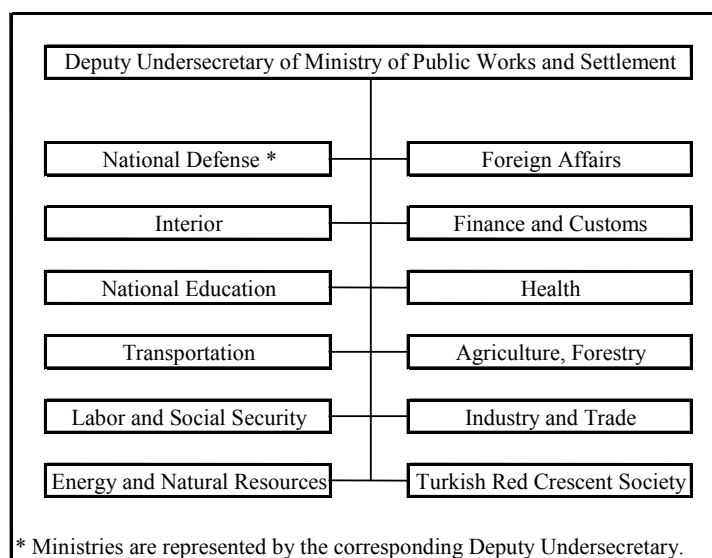 Deputy Undersecretary of Ministry of Public Works and Settlement
National Defense *
Foreign Affairs
Interior
Finance and Customs
National Education
Health
Transportation
Agriculture, Forestry
Labor and Social Security
Industry and Trade
Energy and Natural Resources
Turkish Red Crescent Society
* Ministries are represented by the corresponding Deputy Undersecretary.